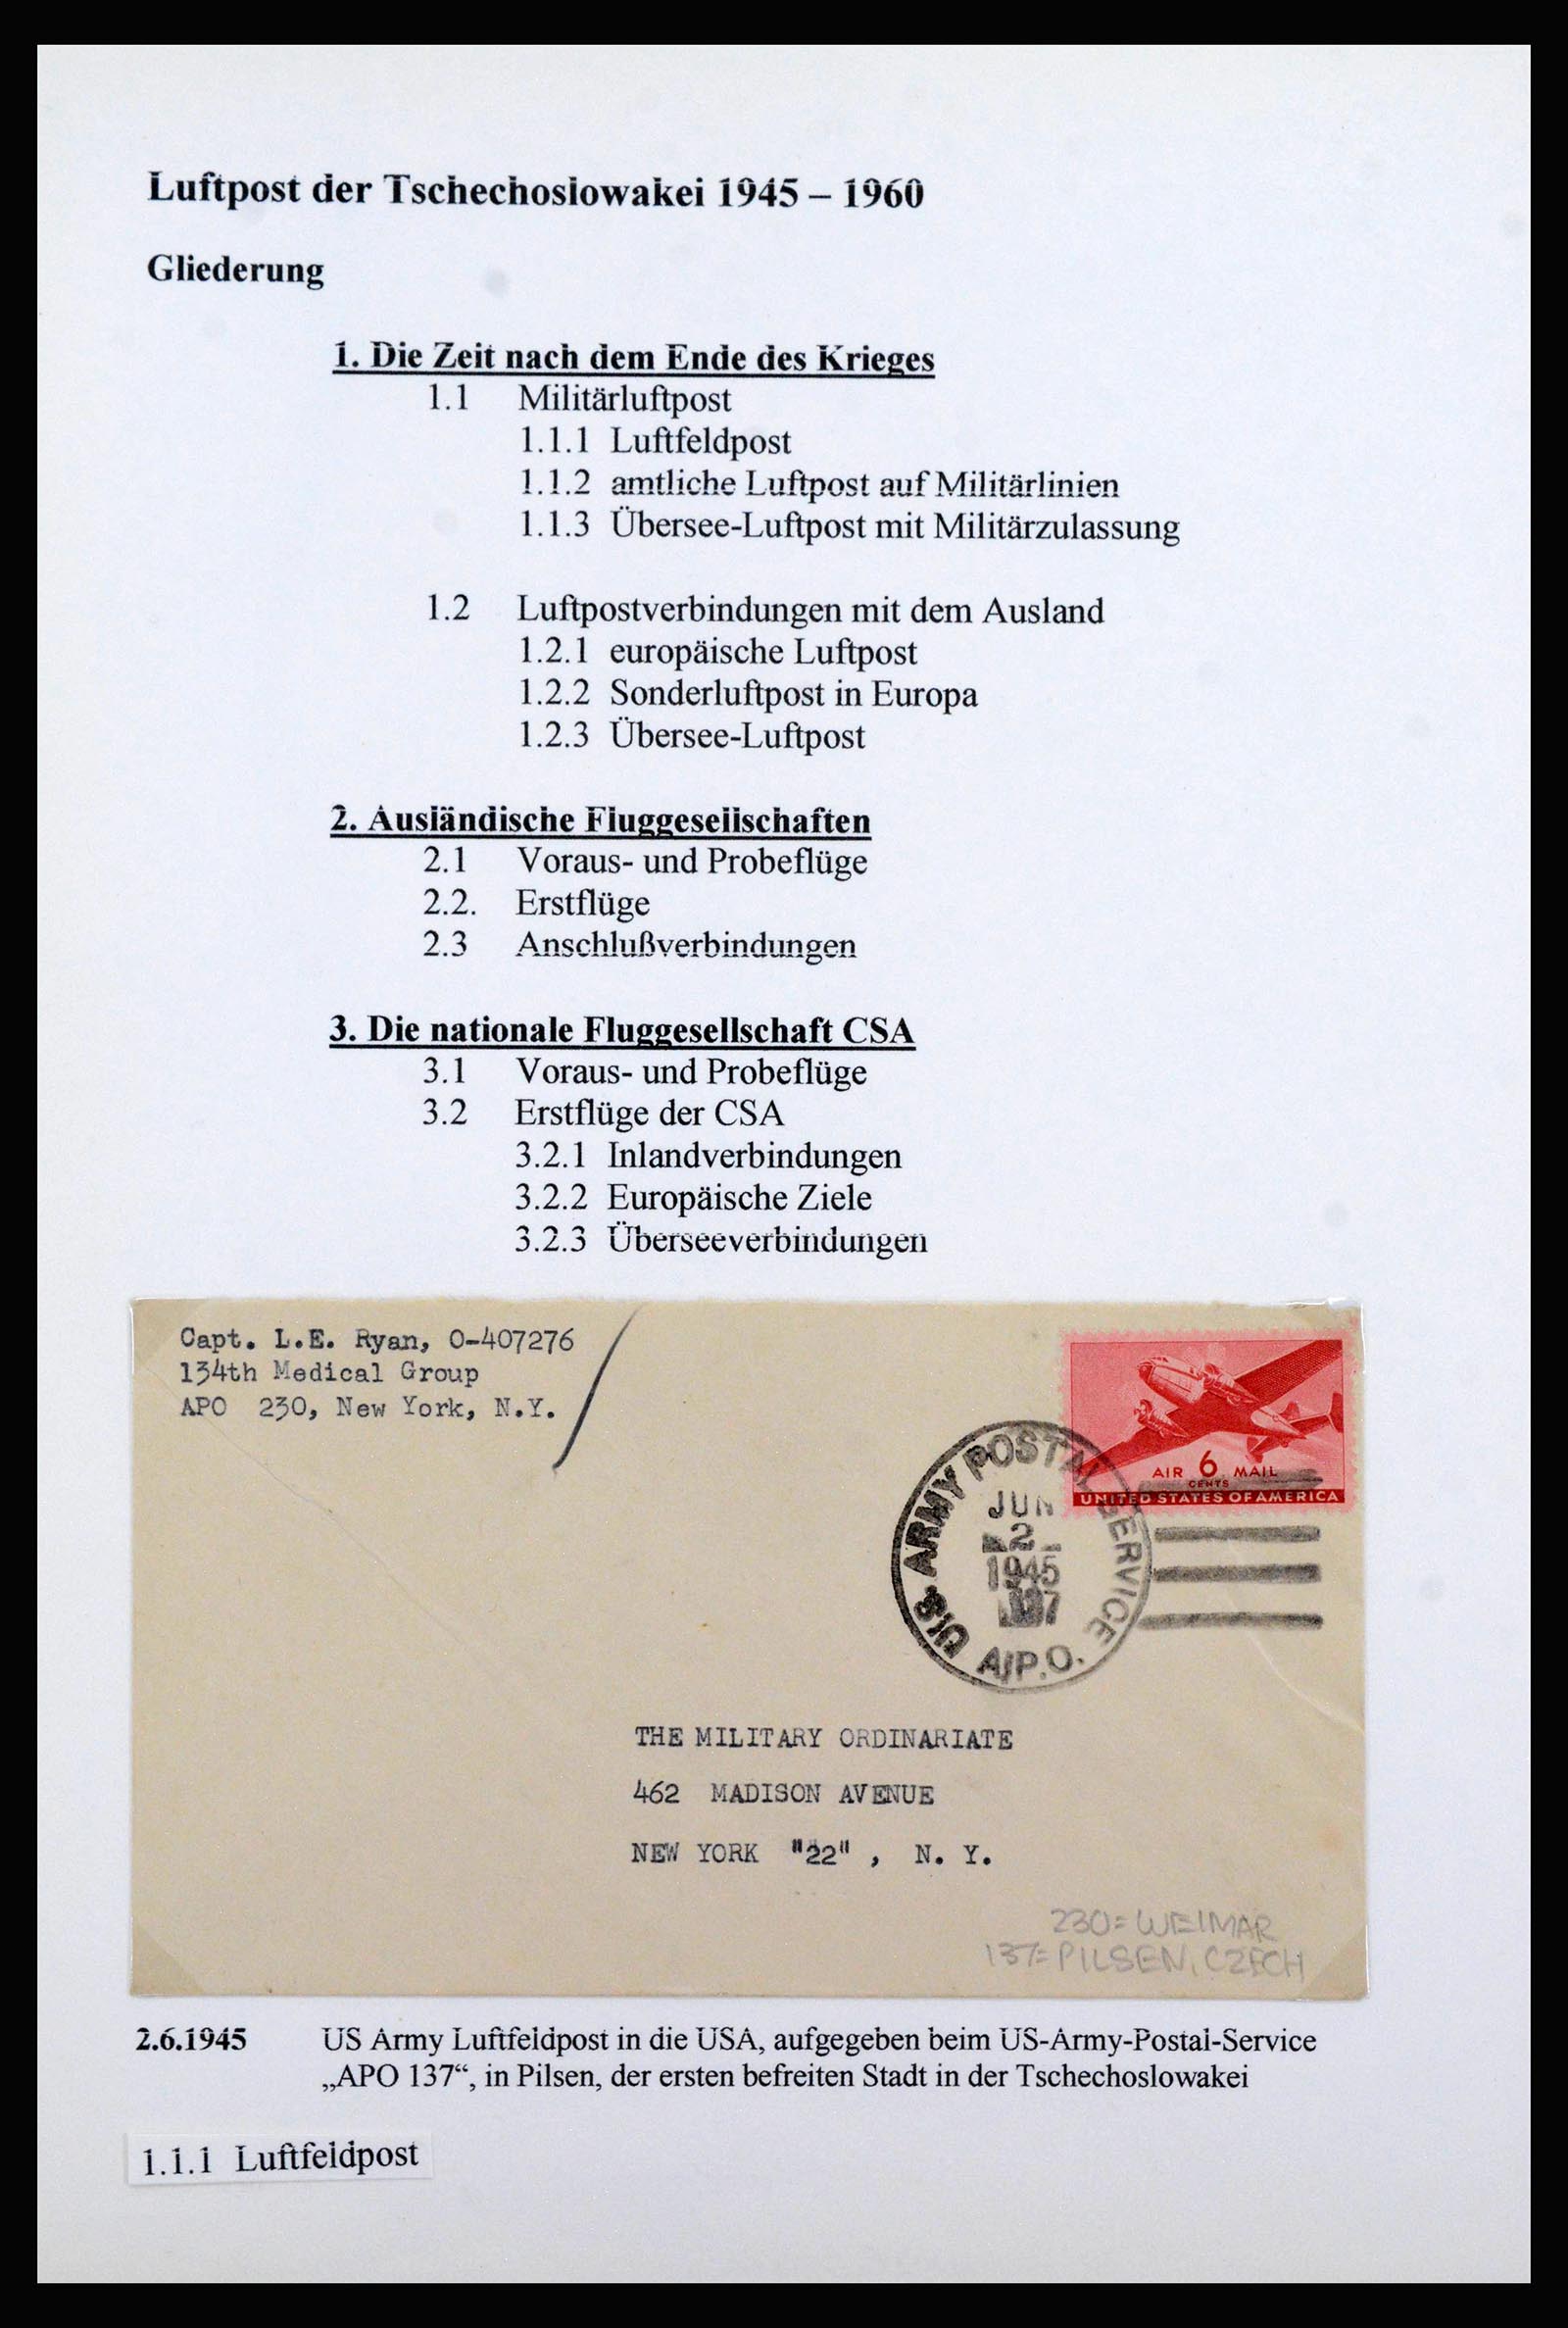 Luftpost der Tschechoslowakei 1945 – 1960
Gliederung
1. Die Zeit nach dem Ende des Krieges
1.1 Militärluftpost
1.1.1 Luftfeldpost
1.1.2 amtliche Luftpost auf Militärlinien
1.1.3 Übersee-Luftpost mit Militärzulassung
1.2 Luftpostverbindungen mit dem Ausland
1.2.1 europäische Luftpost
1.2.2 Sonderluftpost in Europa
1.2.3 Übersee-Luftpost
2. Ausländische Fluggesellschaften
2.1 Voraus- und Probeflüge
2.2. Erstflüge
2.3 Anschlußverbindungen
3. Die nationale Fluggesellschaft CSA
3.1 Voraus- und Probeflüge
3.2 Erstflüge der CSA
3.2.1 Inlandverbindungen
3.2.2 Europäische Ziele
3.2.3 Überseeverbindungen
Capt. L.E. Ryan, O-407276
134th Medical Group
APO 230, New York, N.Y.
AIR 6 MAIL
CENTS
UNITED STATES OF AMERICA
U.S. ARMY POSTAL SERVICE
JUN
2
1945
137
A.P.O.
THE MILITARY ORDINARIATE
462 MADISON AVENUE
NEW YORK "22" , N. Y.
230=WEIMAR
137=PILSEN, CZECH
2.6.1945 US Army Luftfeldpost in die USA, aufgegeben beim US-Army-Postal-Service
„APO 137“, in Pilsen, der ersten befreiten Stadt in der Tschechoslowakei
1.1.1 Luftfeldpost